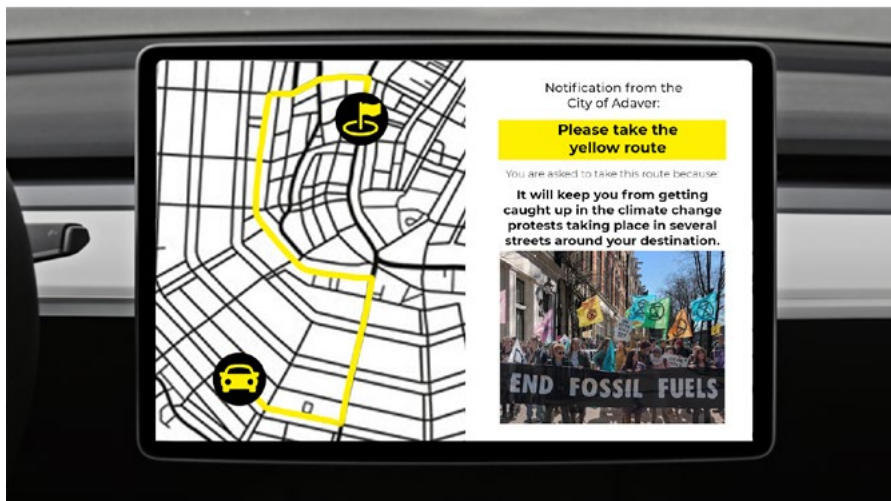 Notification from the
City of Adaver:
Please take the
yellow route
You are asked to take this route because:
It will keep you from getting
caught up in the climate change
protests taking place in several
streets around your destination.
END FOSSIL FUELS